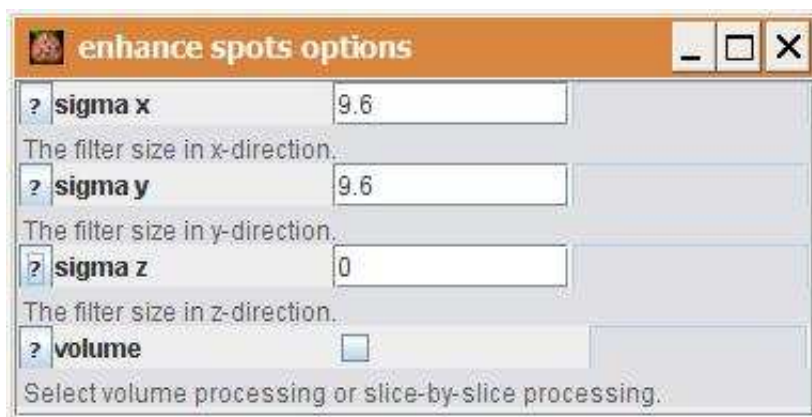 enhance spots options
? sigma x 9.6
The filter size in x-direction.
? sigma y 9.6
The filter size in y-direction.
? sigma z 0
The filter size in z-direction.
? volume
Select volume processing or slice-by-slice processing.